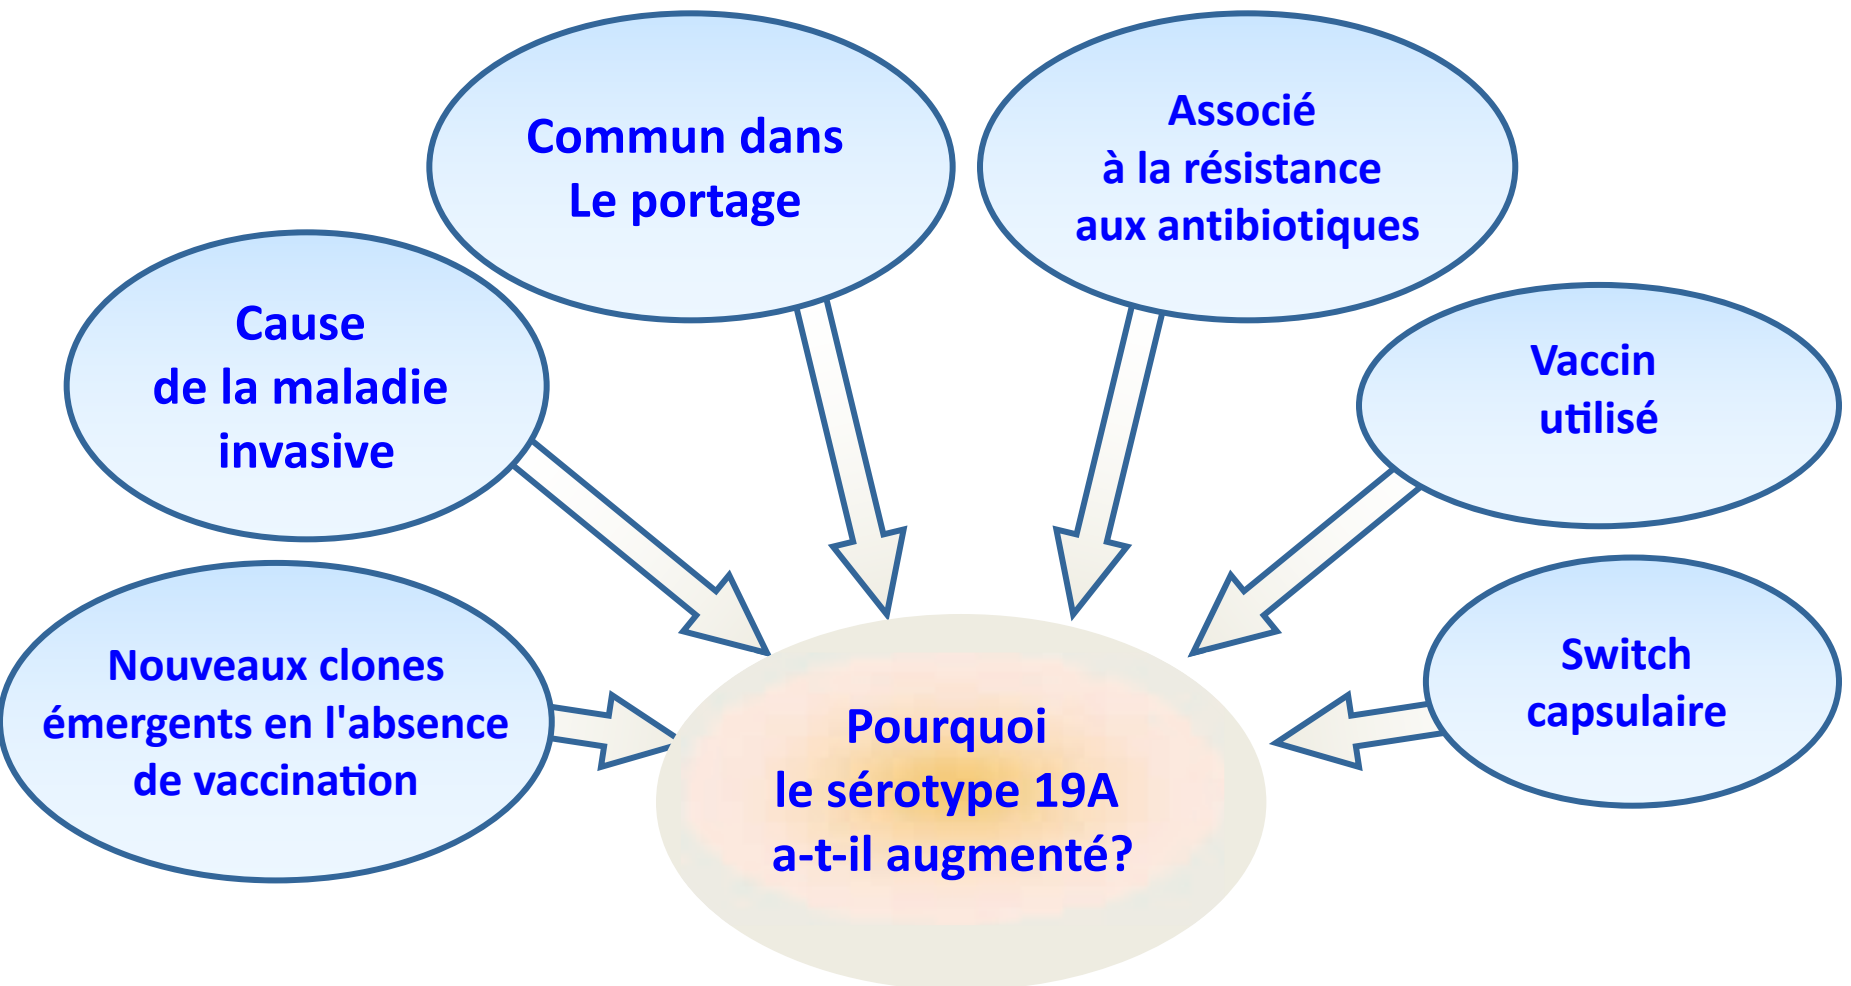 Commun dans
Le portage
Associé
à la résistance
aux antibiotiques
Cause
de la maladie
invasive
Vaccin
utilisé
Nouveaux clones
émergents en l'absence
de vaccination
Switch
capsulaire
Pourquoi
le sérotype 19A
a-t-il augmenté?